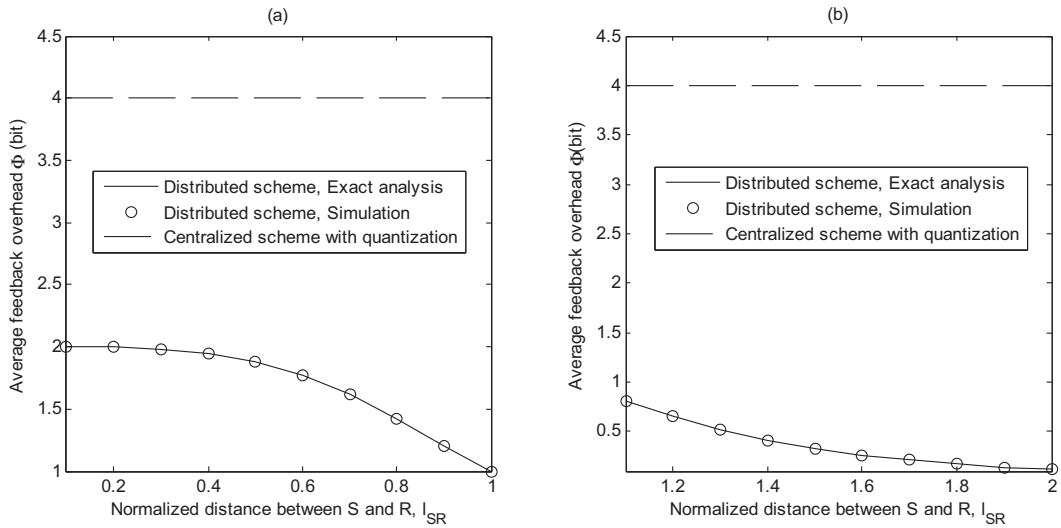 (a)
4.5
4
3.5
3
2.5
2
1.5
1
0.2
0.4
0.6
0.8
1
Average feedback overhead Φ (bit)
Normalized distance between S and R, I_SR
Distributed scheme, Exact analysis
Distributed scheme, Simulation
Centralized scheme with quantization
(b)
4.5
4
3.5
3
2.5
2
1.5
1
0.5
1.2
1.4
1.6
1.8
2
Average feedback overhead Φ(bit)
Normalized distance between S and R, I_SR
Distributed scheme, Exact analysis
Distributed scheme, Simulation
Centralized scheme with quantization